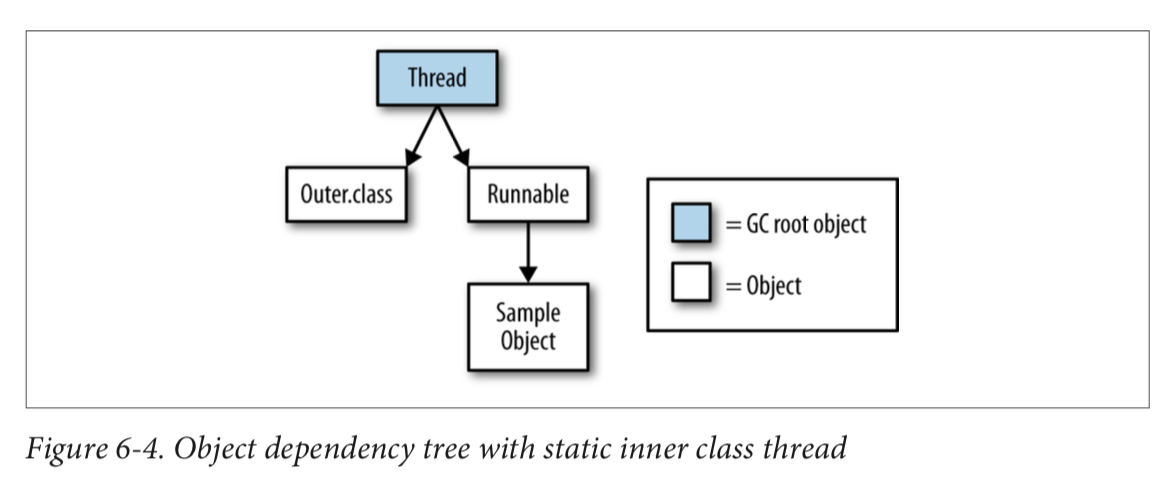 Thread
Outer.class
Runnable
Sample
Object
= GC root object
= Object
Figure 6-4. Object dependency tree with static inner class thread